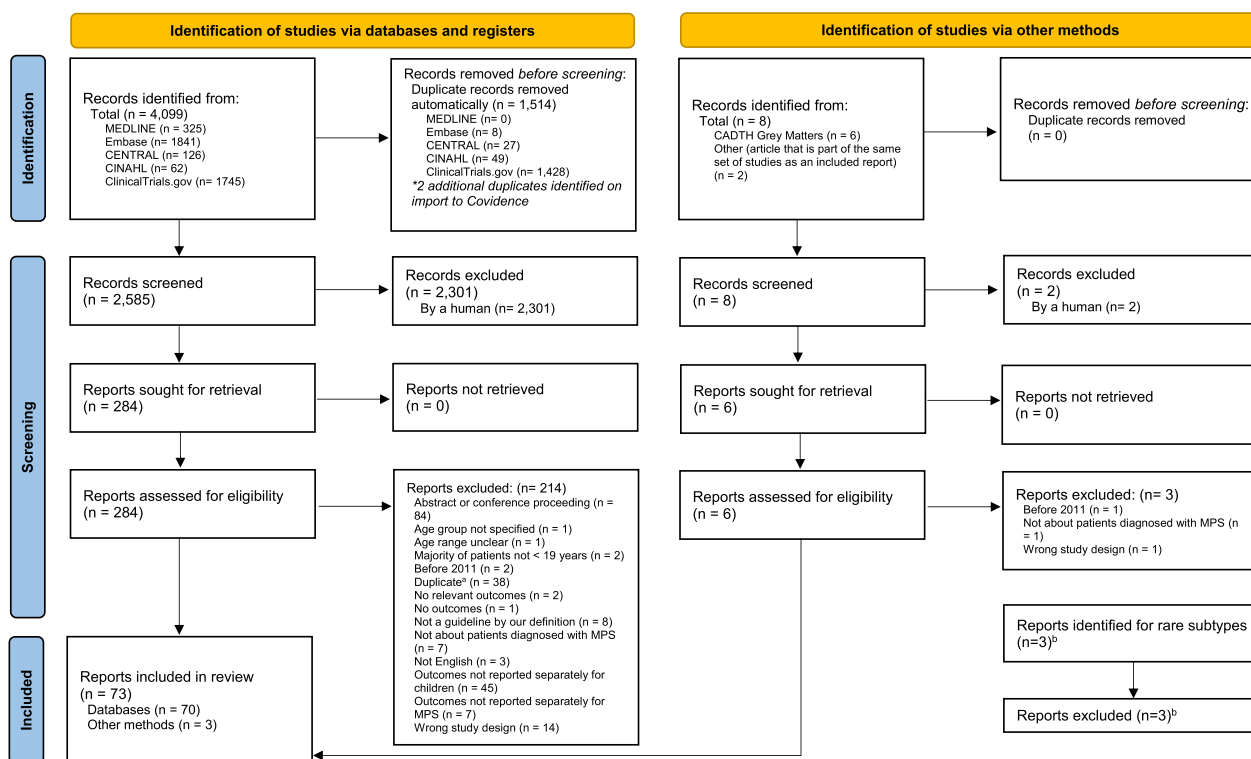 Identification of studies via databases and registers
Identification of studies via other methods
Identification
Records identified from:
Total (n = 4,099)
MEDLINE (n = 325)
Embase (n = 1841)
CENTRAL (n = 126)
CINAHL (n = 62)
ClinicalTrials.gov (n= 1745)
Records removed before screening:
Duplicate records removed
automatically (n = 1,514)
MEDLINE (n= 0)
Embase (n= 8)
CENTRAL (n= 27)
CINAHL (n= 49)
ClinicalTrials.gov (n= 1,428)
*2 additional duplicates identified on
import to Covidence
Records identified from:
Total (n = 8)
CADTH Grey Matters (n = 6)
Other (article that is part of the same
set of studies as an included report)
(n = 2)
Records removed before screening:
Duplicate records removed
(n = 0)
Screening
Records screened
(n = 2,585)
Records excluded
(n = 2,301)
By a human (n= 2,301)
Records screened
(n = 8)
Records excluded
(n = 2)
By a human (n= 2)
Reports sought for retrieval
(n = 284)
Reports not retrieved
(n = 0)
Reports sought for retrieval
(n = 6)
Reports not retrieved
(n = 0)
Reports assessed for eligibility
(n = 284)
Reports excluded: (n= 214)
Abstract or conference proceeding (n =
84)
Age group not specified (n = 1)
Age range unclear (n = 1)
Majority of patients not < 19 years (n = 2)
Before 2011 (n = 2)
Duplicateª (n = 38)
No relevant outcomes (n = 2)
No outcomes (n = 1)
Not a guideline by our definition (n = 8)
Not about patients diagnosed with MPS
(n = 7)
Not English (n = 3)
Outcomes not reported separately for
children (n = 45)
Outcomes not reported separately for
MPS (n = 7)
Wrong study design (n = 14)
Reports assessed for eligibility
(n = 6)
Reports excluded: (n= 3)
Before 2011 (n = 1)
Not about patients diagnosed with MPS (n
= 1)
Wrong study design (n = 1)
Included
Reports included in review
(n = 73)
Databases (n = 70)
Other methods (n = 3)
Reports identified for rare subtypes
(n=3)ᵇ
Reports excluded (n=3)ᵇ